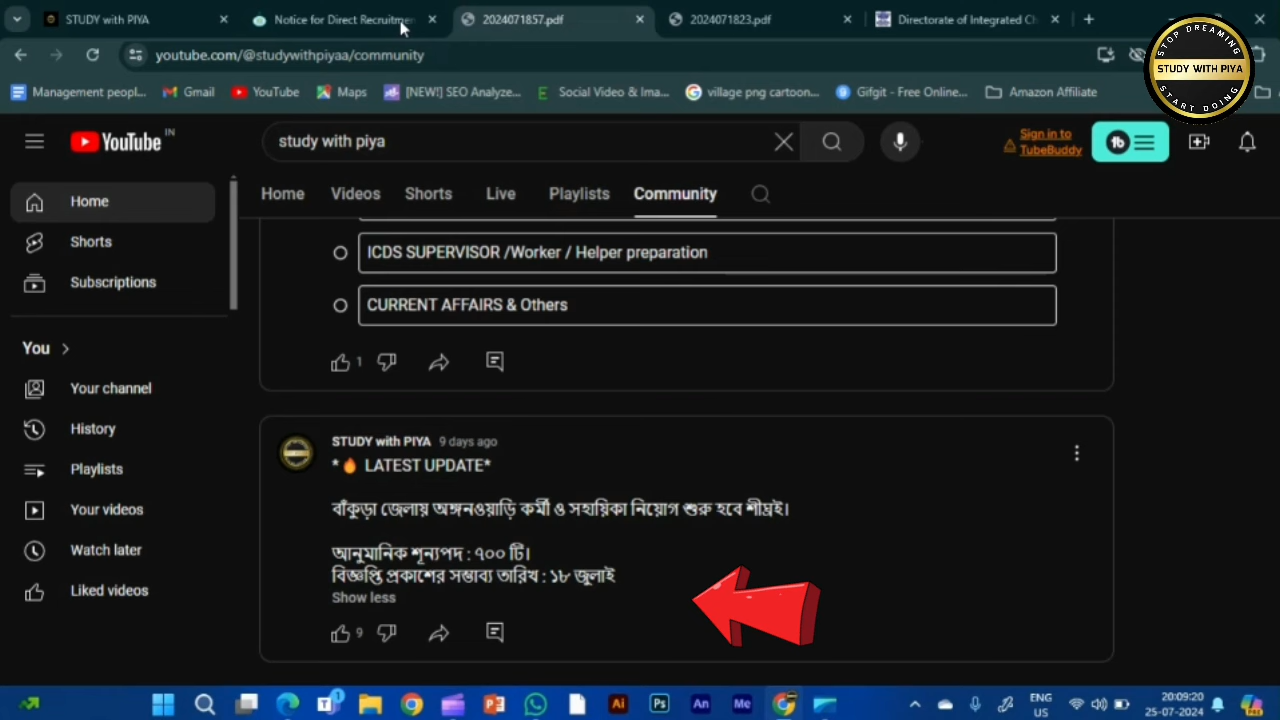 STUDY with PIYA
Notice for Direct Recruitmen
2024071857.pdf
2024071823.pdf
Directorate of Integrated Ch
youtube.com/@studywithpiyaa/community
STOP DREAMING
STUDY WITH PIYA
START DOING
Management peopl...
Gmail
YouTube
Maps
[NEW!] SEO Analyze...
Social Video & Ima...
village png cartoon...
Gifgit - Free Online...
Amazon Affiliate
YouTube IN
study with piya
Sign in to
TubeBuddy
Home
Videos
Shorts
Live
Playlists
Community
Home
Shorts
Subscriptions
You
Your channel
History
Playlists
Your videos
Watch later
Liked videos
ICDS SUPERVISOR /Worker / Helper preparation
CURRENT AFFAIRS & Others
1
STUDY with PIYA 9 days ago
*🔥 LATEST UPDATE*
বাঁকুড়া জেলায় অঙ্গনওয়াড়ি কর্মী ও সহায়িকা নিয়োগ শুরু হবে শীঘ্রই।
আনুমানিক শূন্যপদ : ৭০০ টি।
বিজ্ঞপ্তি প্রকাশের সম্ভাব্য তারিখ : ১৮ জুলাই
Show less
9
1
Ai
Ps
An
Me
ENG
US
20:09:20
25-07-2024